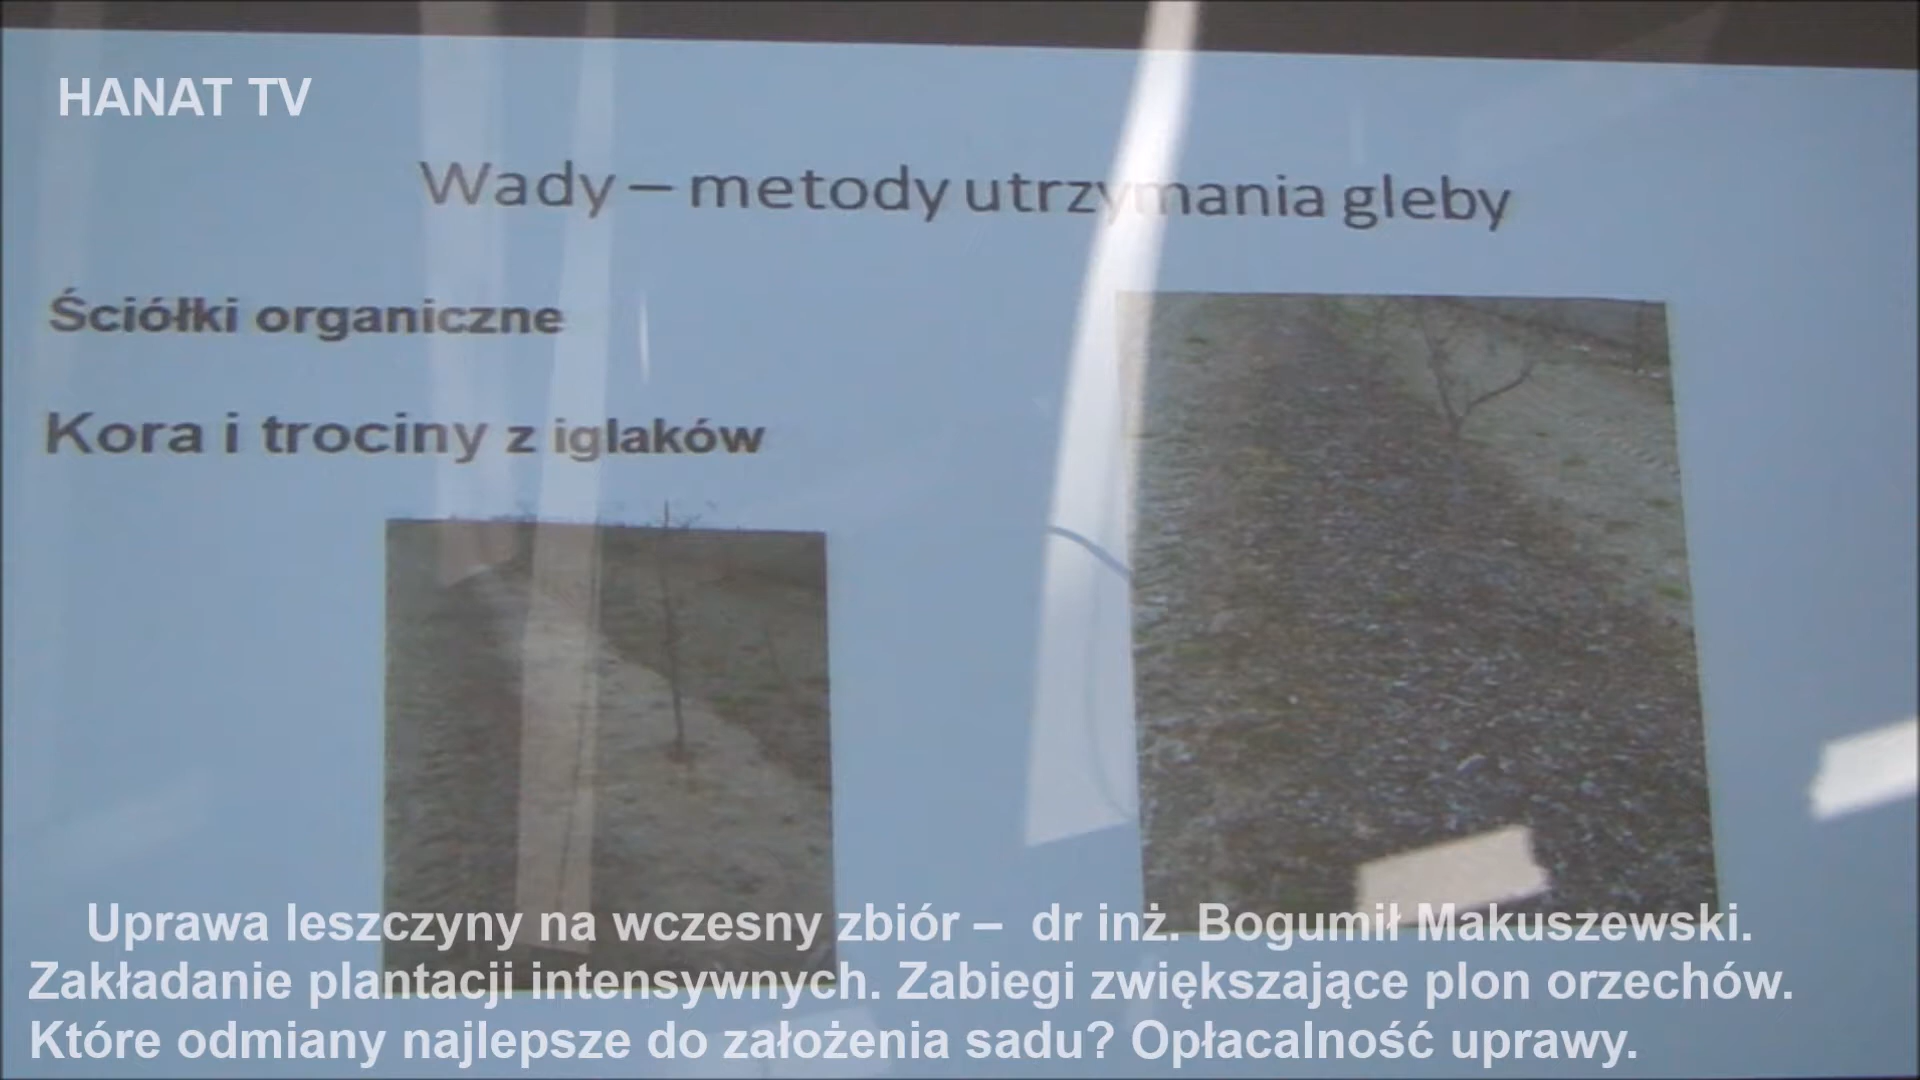 HANAT TV
Wady – metody utrzymania gleby
Ściółki organiczne
Kora i trociny z iglaków
Uprawa leszczyny na wczesny zbiór – dr inż. Bogumił Makuszewski.
Zakładanie plantacji intensywnych. Zabiegi zwiększające plon orzechów.
Które odmiany najlepsze do założenia sadu? Opłacalność uprawy.